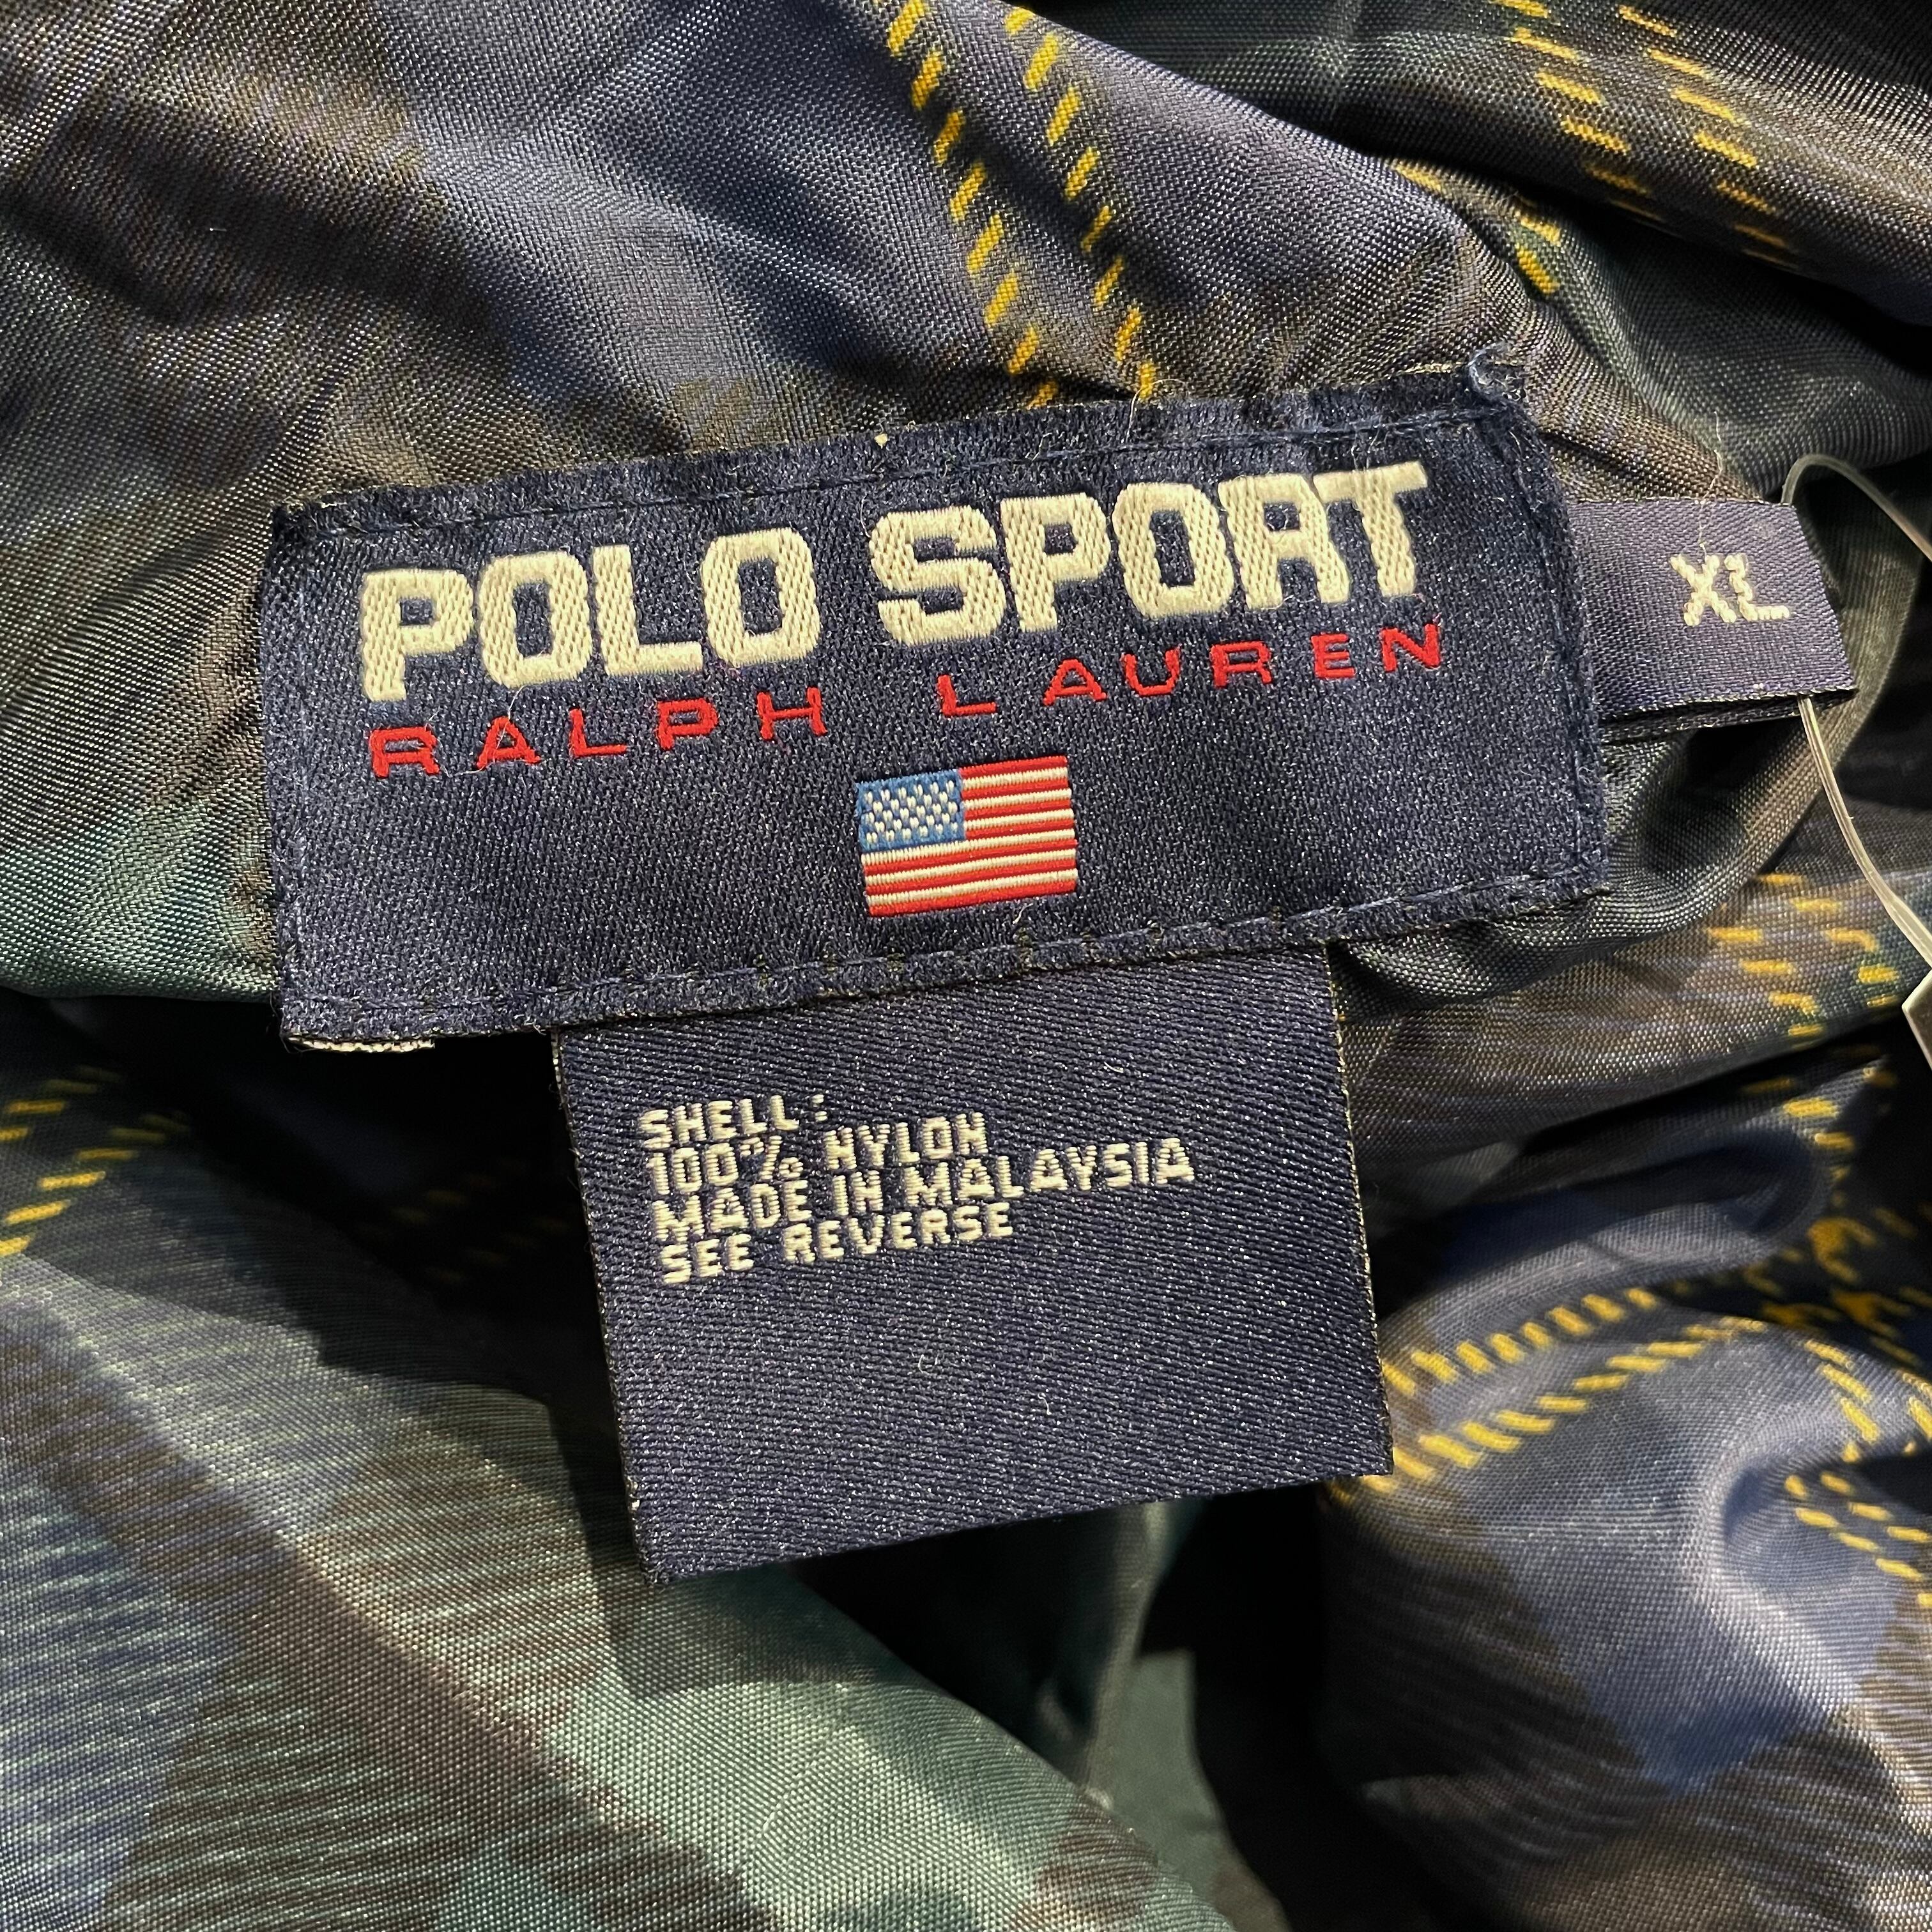 POLO SPORT
RALPH LAUREN
XL
SHELL:
100% NYLON
MADE IN MALAYSIA
SEE REVERSE